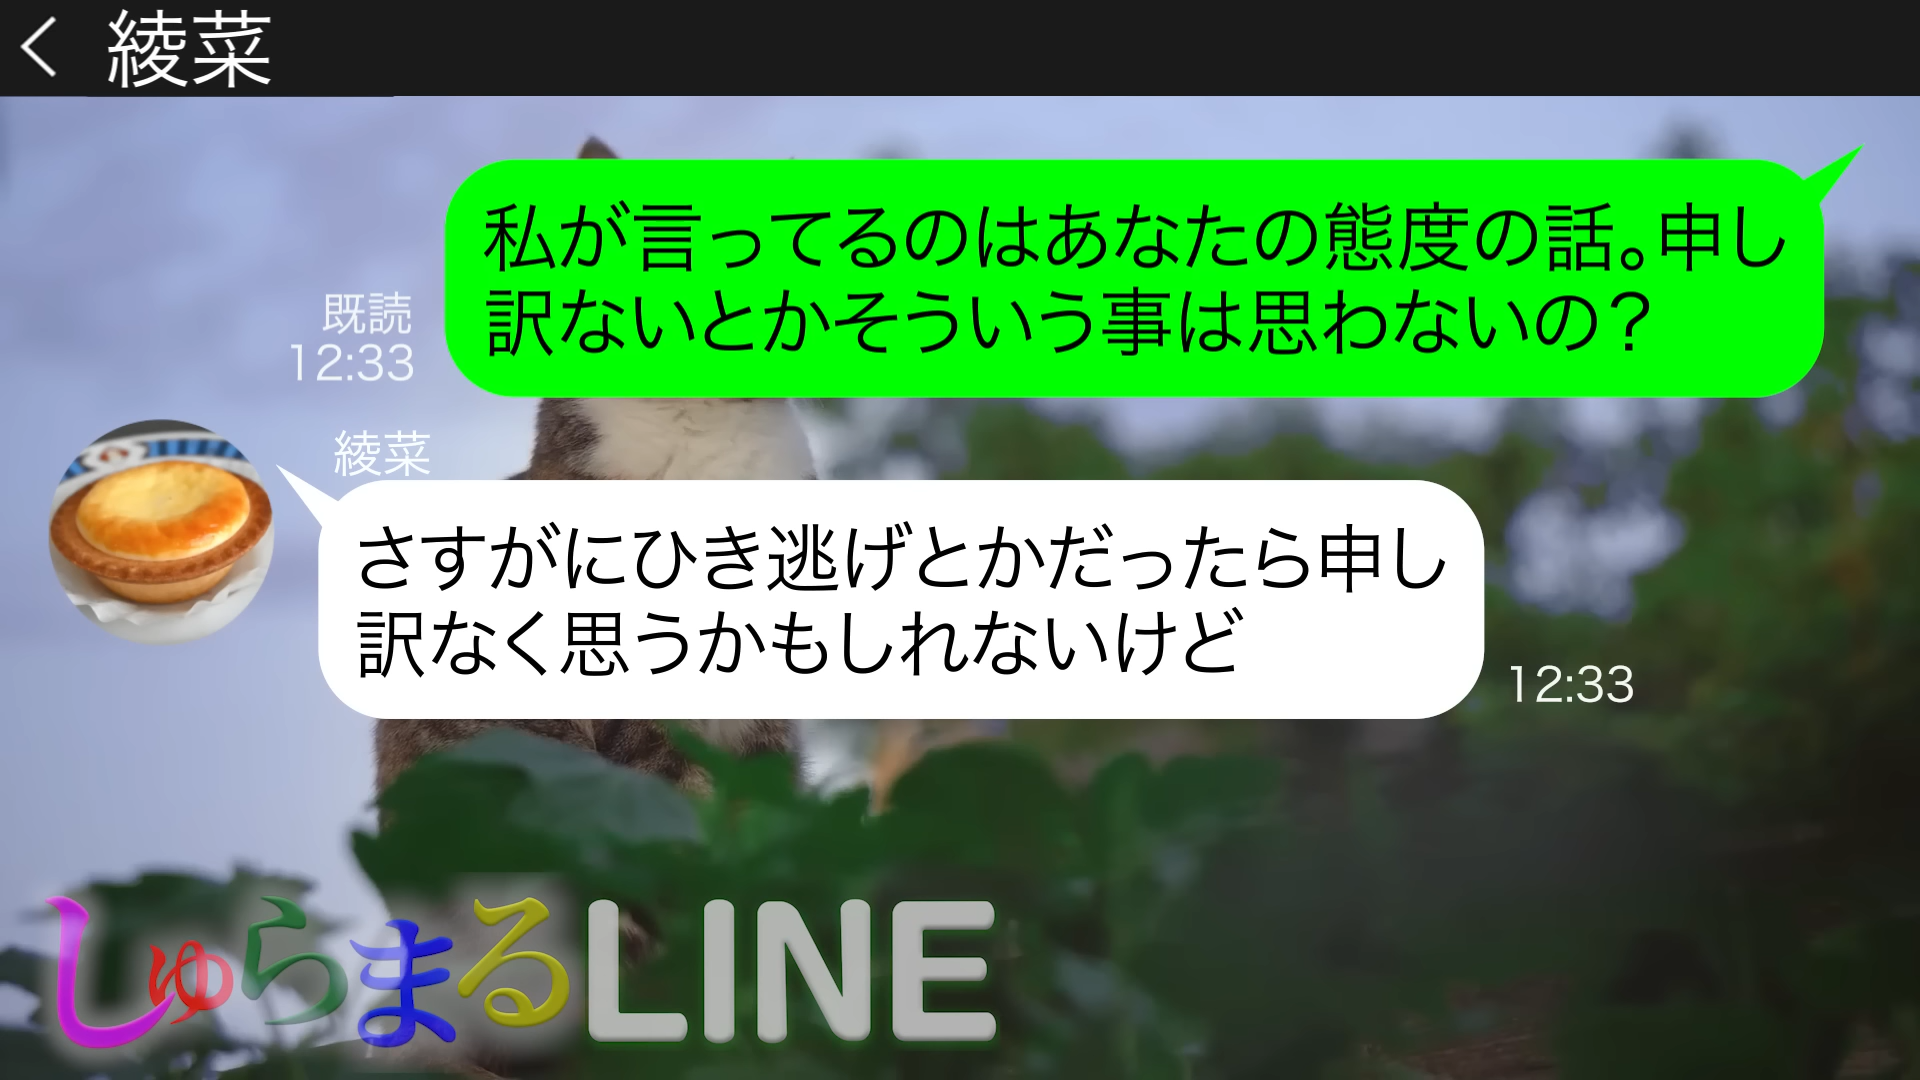 綾菜
私が言ってるのはあなたの態度の話。申し
訳ないとかそういう事は思わないの？
既読
12:33
綾菜
さすがにひき逃げとかだったら申し
訳なく思うかもしれないけど
12:33
しゅらまるLINE